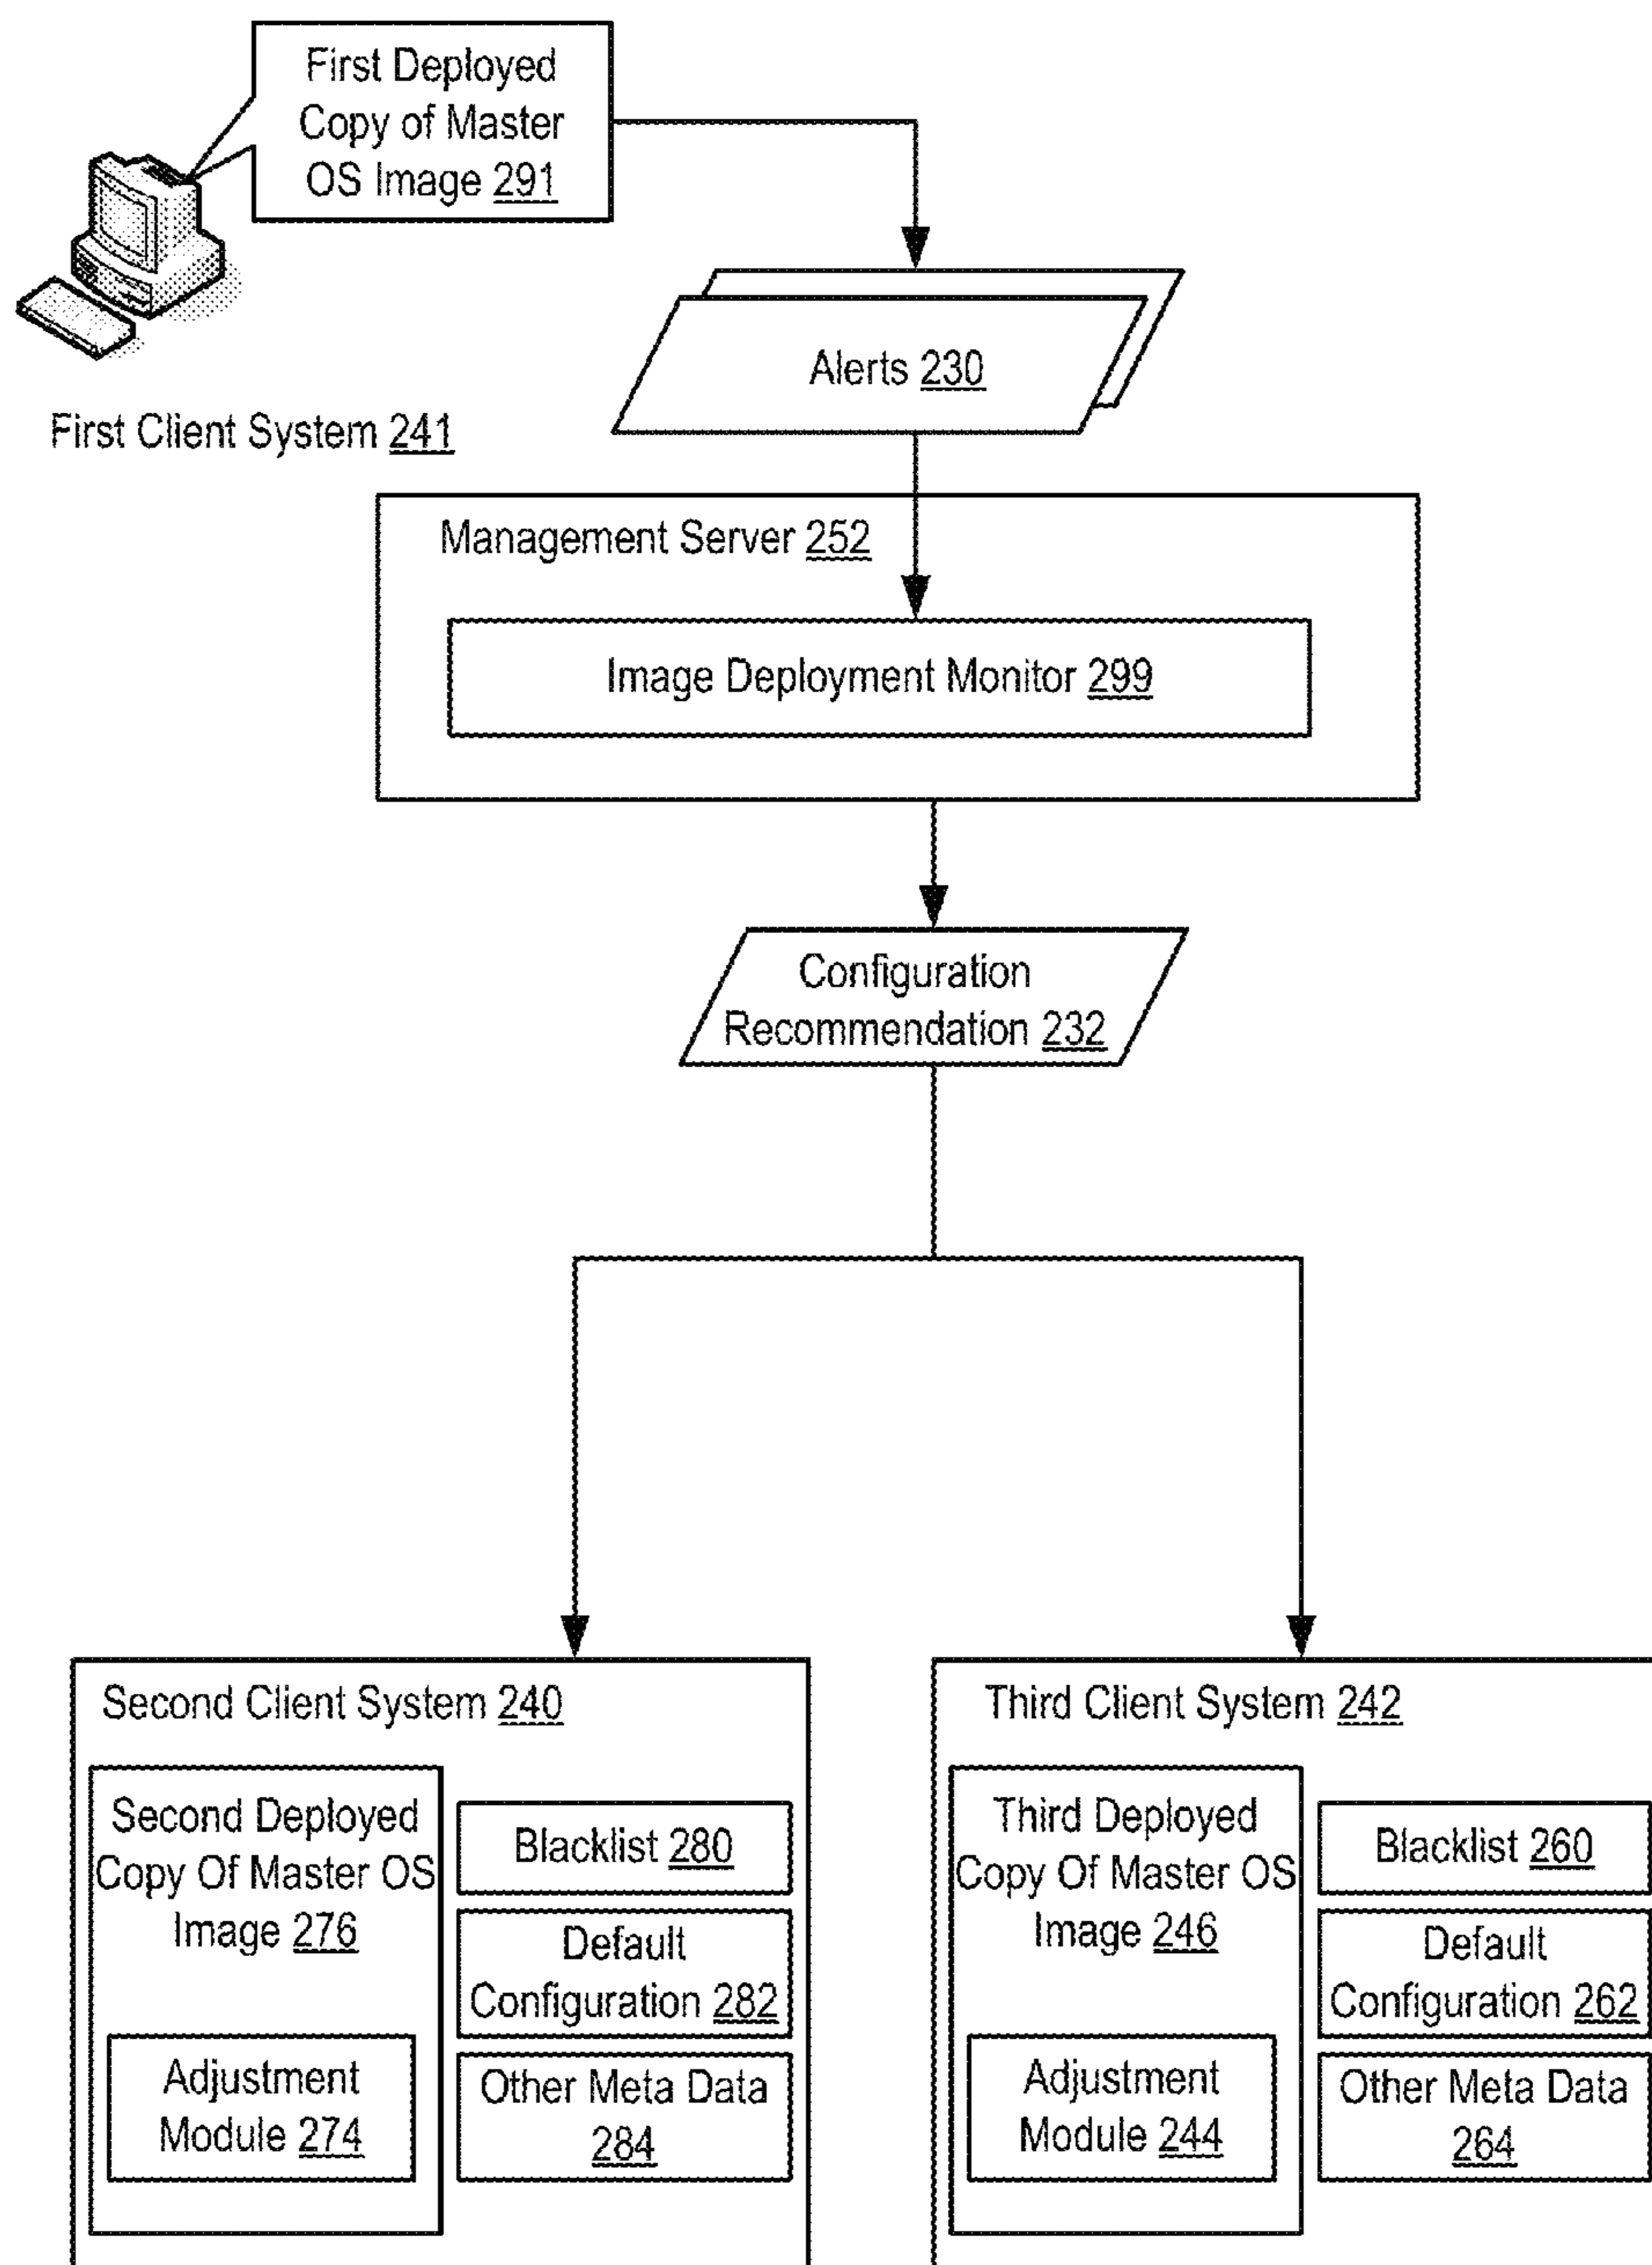 First Deployed
Copy of Master
OS Image 291
Alerts 230
First Client System 241
Management Server 252
Image Deployment Monitor 299
Configuration
Recommendation 232
Second Client System 240
Second Deployed
Copy Of Master OS
Image 276
Adjustment
Module 274
Blacklist 280
Default
Configuration 282
Other Meta Data
284
Third Client System 242
Third Deployed
Copy Of Master OS
Image 246
Adjustment
Module 244
Blacklist 260
Default
Configuration 262
Other Meta Data
264